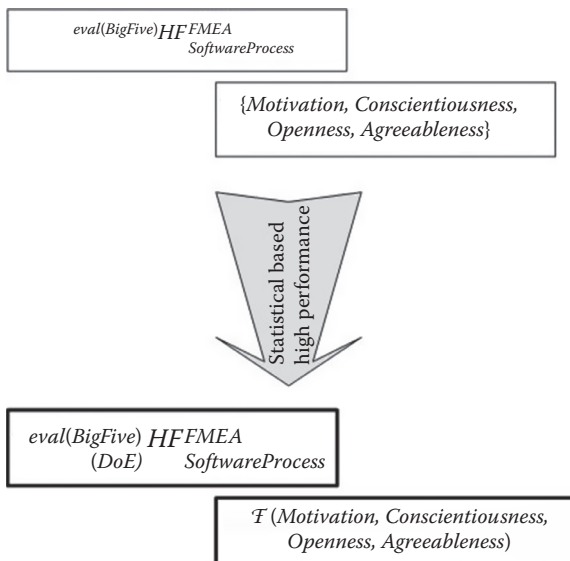 eval(BigFive)HF FMEA
SoftwareProcess
{Motivation, Conscientiousness,
Openness, Agreeableness}
Statistical based
high performance
eval(BigFive) HF FMEA
(DoE) SoftwareProcess
Ŧ (Motivation, Conscientiousness,
Openness, Agreeableness)